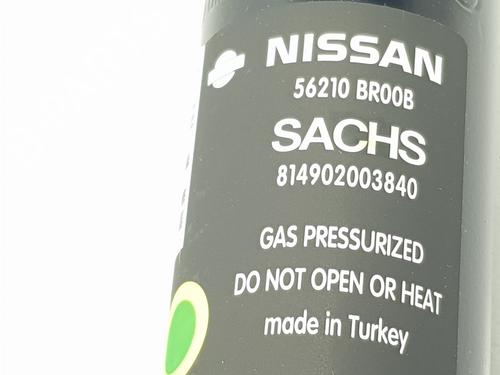 NISSAN
56210 BR00B
SACHS
814902003840
GAS PRESSURIZED
DO NOT OPEN OR HEAT
made in Turkey